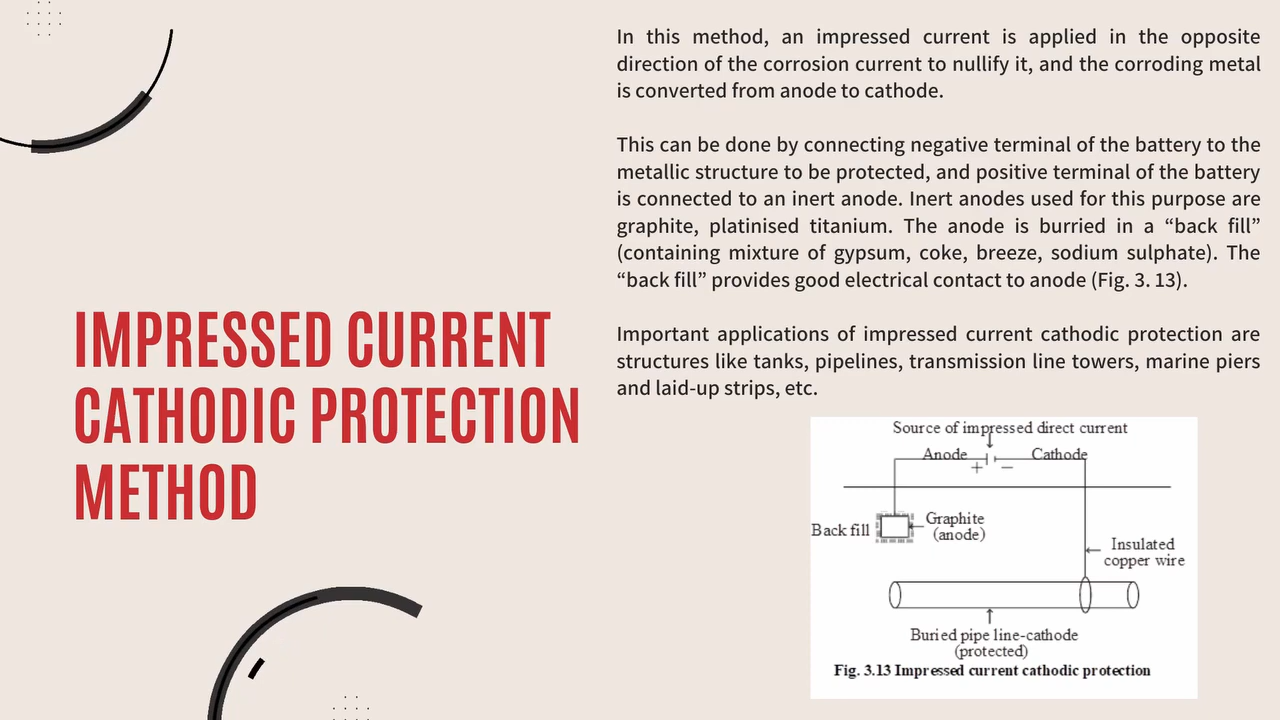 IMPRESSED CURRENT
CATHODIC PROTECTION
METHOD
In this method, an impressed current is applied in the opposite
direction of the corrosion current to nullify it, and the corroding metal
is converted from anode to cathode.
This can be done by connecting negative terminal of the battery to the
metallic structure to be protected, and positive terminal of the battery
is connected to an inert anode. Inert anodes used for this purpose are
graphite, platinised titanium. The anode is burried in a “back fill”
(containing mixture of gypsum, coke, breeze, sodium sulphate). The
“back fill” provides good electrical contact to anode (Fig. 3. 13).
Important applications of impressed current cathodic protection are
structures like tanks, pipelines, transmission line towers, marine piers
and laid-up strips, etc.
Source of impressed direct current
Anode
Cathode
+ −
Back fill
Graphite
(anode)
Insulated
copper wire
Buried pipe line-cathode
(protected)
Fig. 3.13 Impressed current cathodic protection